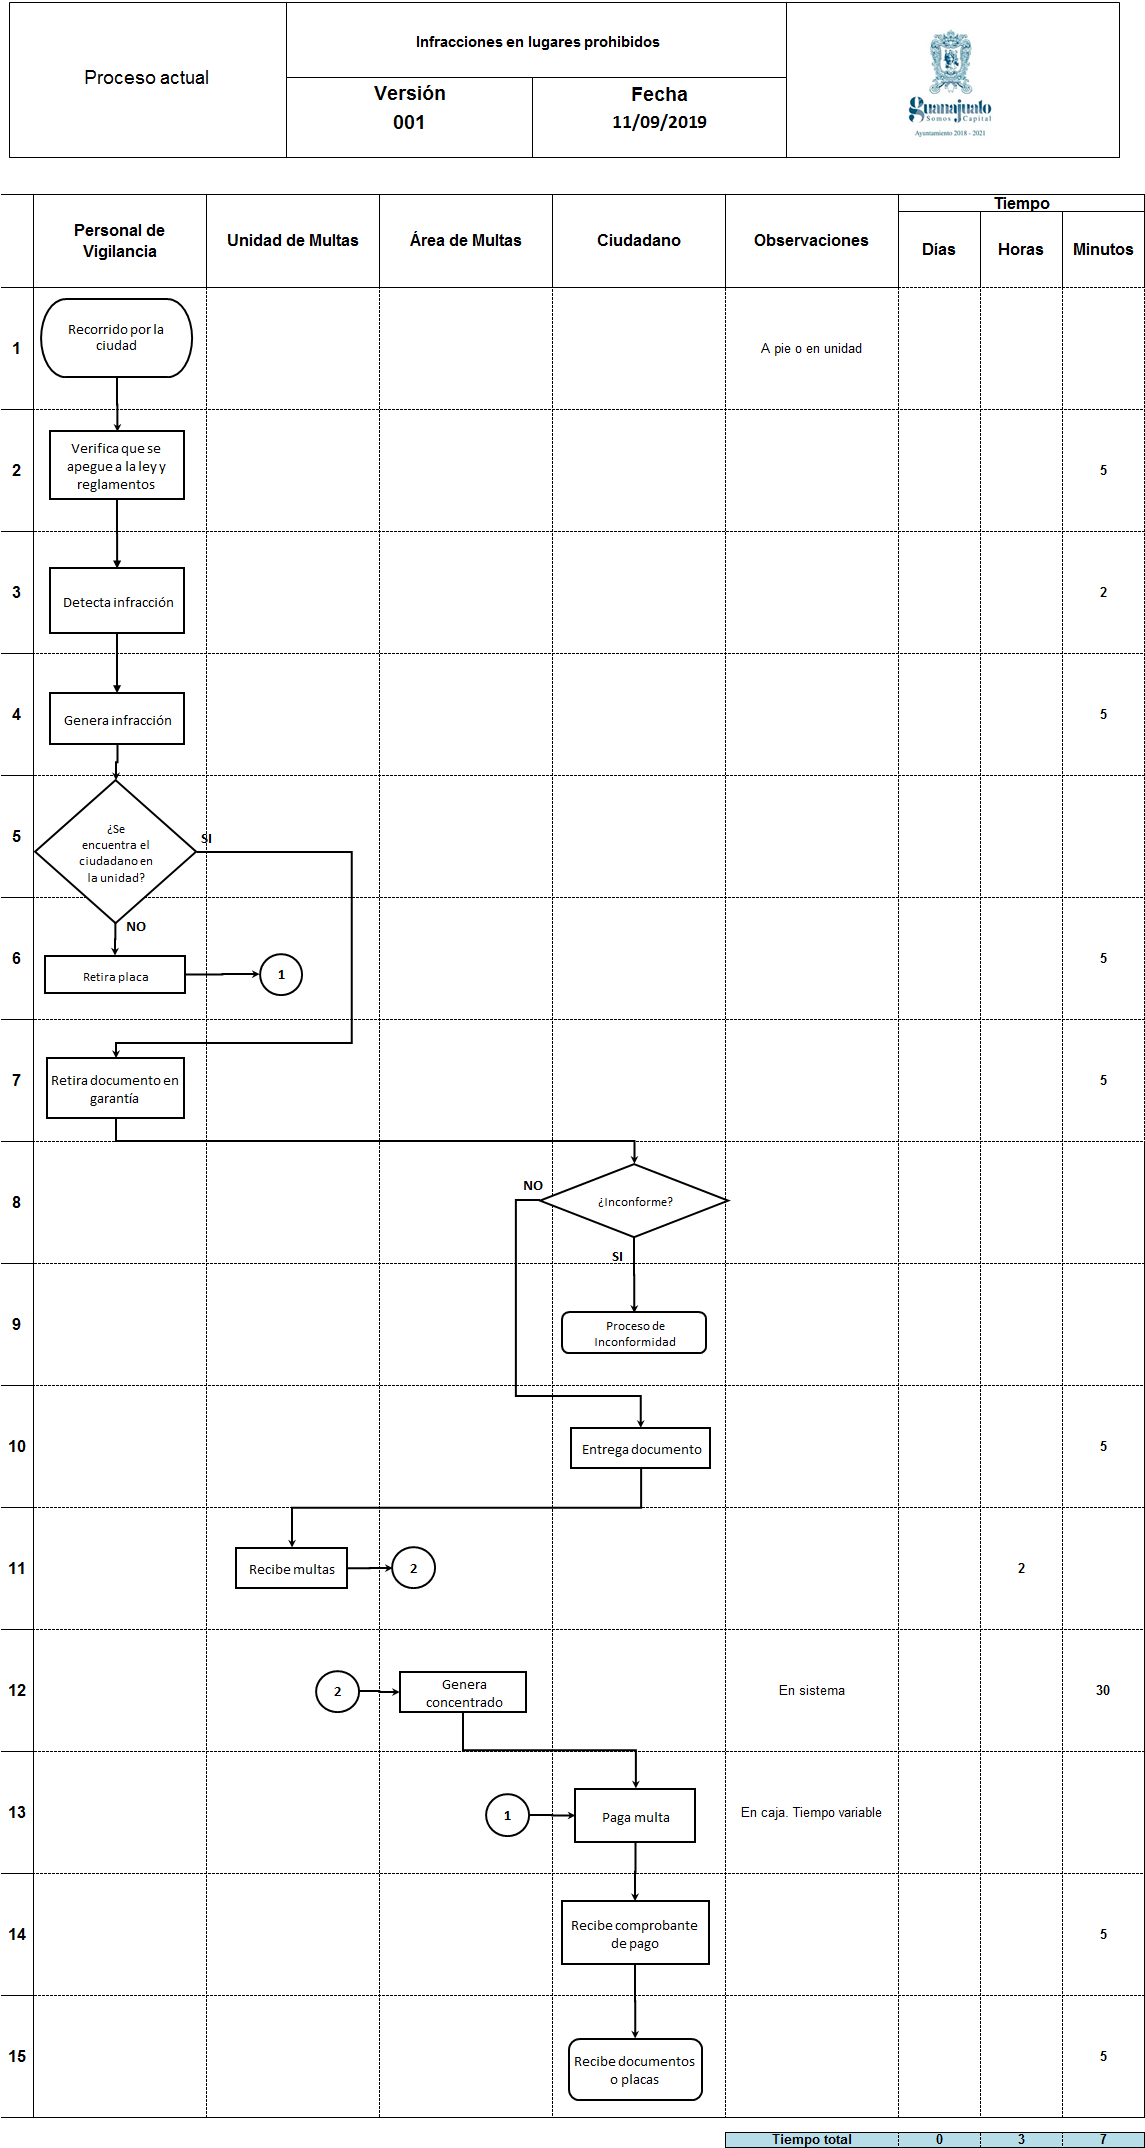 Proceso actual
Infracciones en lugares prohibidos
Versión
001
Fecha
11/09/2019
Guanajuato
Somos Capital
Ayuntamiento 2018 - 2021
Personal de
Vigilancia
Unidad de Multas
Área de Multas
Ciudadano
Observaciones
Tiempo
Días
Horas
Minutos
1
Recorrido por la
ciudad
A pie o en unidad
2
Verifica que se
apegue a la ley y
reglamentos
5
3
Detecta infracción
2
4
Genera infracción
5
5
¿Se
encuentra el
ciudadano en
la unidad?
SI
NO
6
Retira placa
1
5
7
Retira documento en
garantía
5
8
NO
¿Inconforme?
SI
9
Proceso de
Inconformidad
10
Entrega documento
5
11
Recibe multas
2
2
12
2
Genera
concentrado
En sistema
30
13
1
Paga multa
En caja. Tiempo variable
14
Recibe comprobante
de pago
5
15
Recibe documentos
o placas
5
Tiempo total
0
3
7